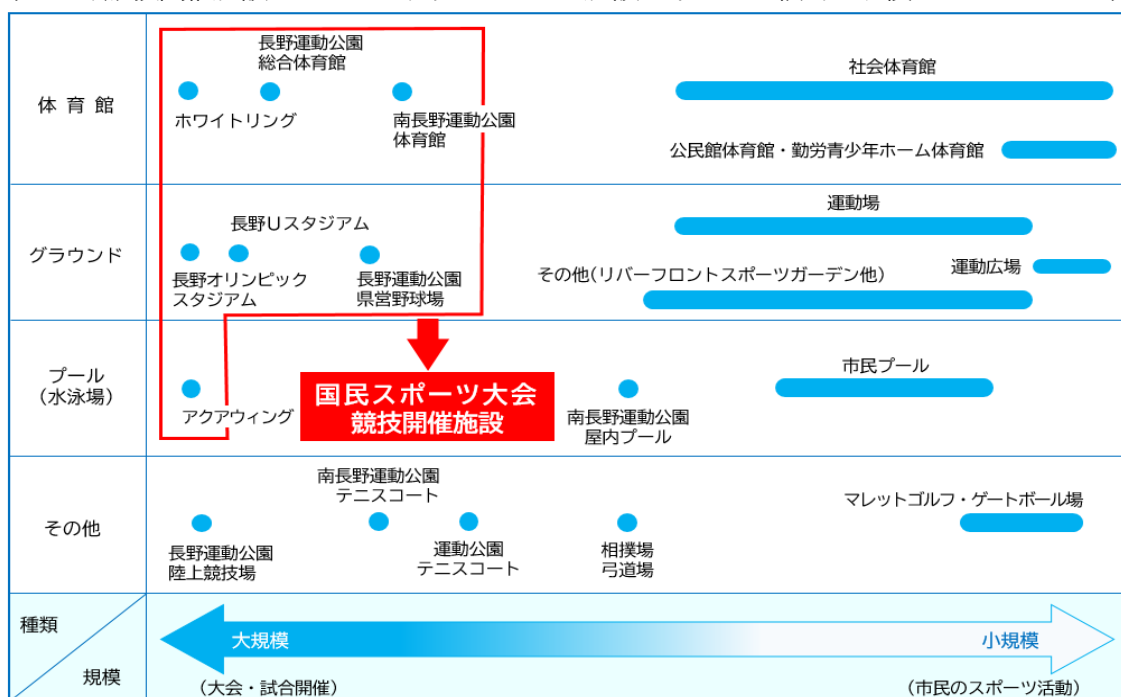 体育館
長野運動公園
総合体育館
ホワイトリング
南長野運動公園
体育館
社会体育館
公民館体育館・勤労青少年ホーム体育館
グラウンド
長野Uスタジアム
長野オリンピック
スタジアム
長野運動公園
県営野球場
運動場
その他(リバーフロントスポーツガーデン他)
運動広場
プール
(水泳場)
アクアウィング
国民スポーツ大会
競技開催施設
南長野運動公園
屋内プール
市民プール
その他
長野運動公園
陸上競技場
南長野運動公園
テニスコート
運動公園
テニスコート
相撲場
弓道場
マレットゴルフ・ゲートボール場
種類
規模
大規模
小規模
(大会・試合開催)
(市民のスポーツ活動)